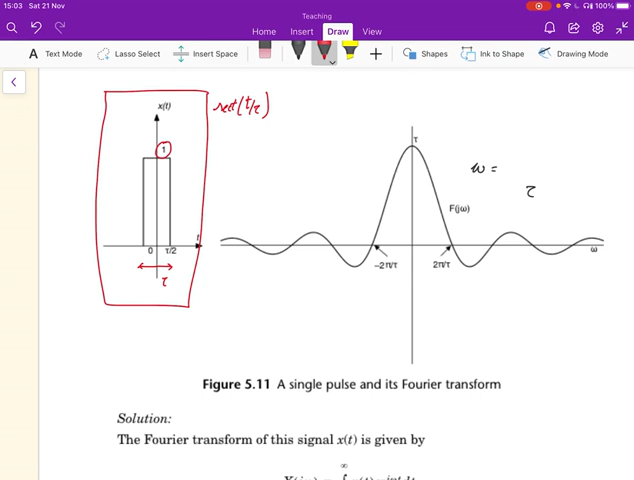 15:03 Sat 21 Nov
100%
Teaching
Home Insert Draw View
A Text Mode Lasso Select Insert Space Shapes Ink to Shape Drawing Mode
x(t)
rect(t/τ)
1
τ
ω =
τ
F(jω)
t
0 τ/2
ω
−2π/τ 2π/τ
τ
Figure 5.11 A single pulse and its Fourier transform
Solution:
The Fourier transform of this signal x(t) is given by
∞